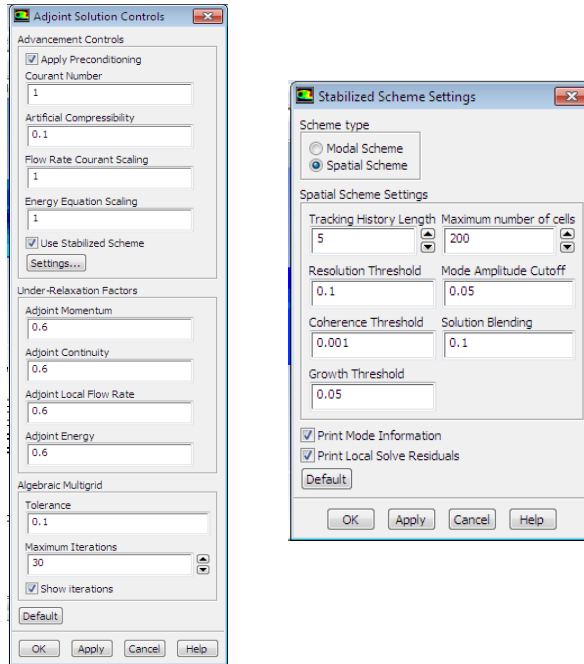 Adjoint Solution Controls
Advancement Controls
Apply Preconditioning
Courant Number
1
Artificial Compressibility
0.1
Flow Rate Courant Scaling
1
Energy Equation Scaling
1
Use Stabilized Scheme
Settings...
Under-Relaxation Factors
Adjoint Momentum
0.6
Adjoint Continuity
0.6
Adjoint Local Flow Rate
0.6
Adjoint Energy
0.6
Algebraic Multigrid
Tolerance
0.1
Maximum Iterations
30
Show iterations
Default
OK Apply Cancel Help
Stabilized Scheme Settings
Scheme type
Modal Scheme
Spatial Scheme
Spatial Scheme Settings
Tracking History Length Maximum number of cells
5 200
Resolution Threshold Mode Amplitude Cutoff
0.1 0.05
Coherence Threshold Solution Blending
0.001 0.1
Growth Threshold
0.05
Print Mode Information
Print Local Solve Residuals
Default
OK Apply Cancel Help